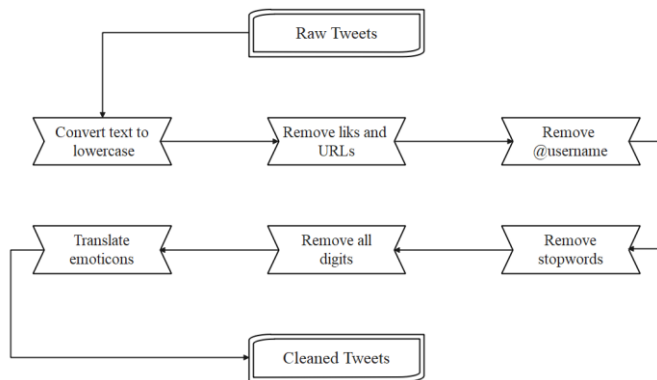 Raw Tweets
Convert text to
lowercase
Remove liks and
URLs
Remove
@username
Translate
emoticons
Remove all
digits
Remove
stopwords
Cleaned Tweets